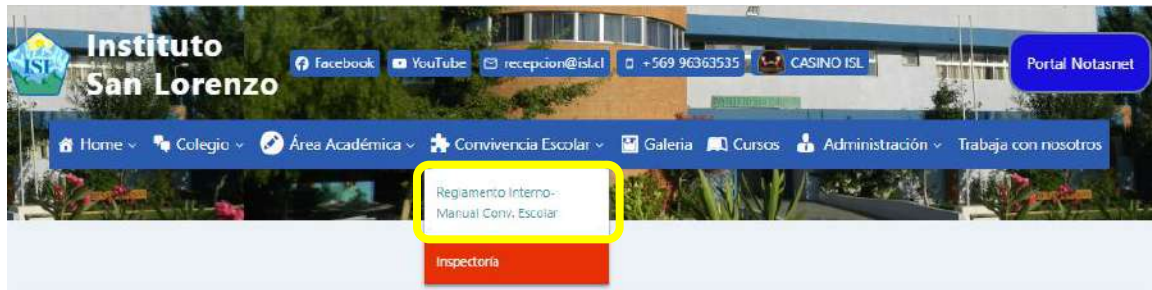 Instituto
San Lorenzo
ISL
Facebook YouTube recepcion@isl.cl +569 96363535 CASINO ISL
Portal Notasnet
Home Colegio Área Académica Convivencia Escolar Galeria Cursos Administración Trabaja con nosotros
Reglamento Interno-
Manual Conv. Escolar
Inspectoría